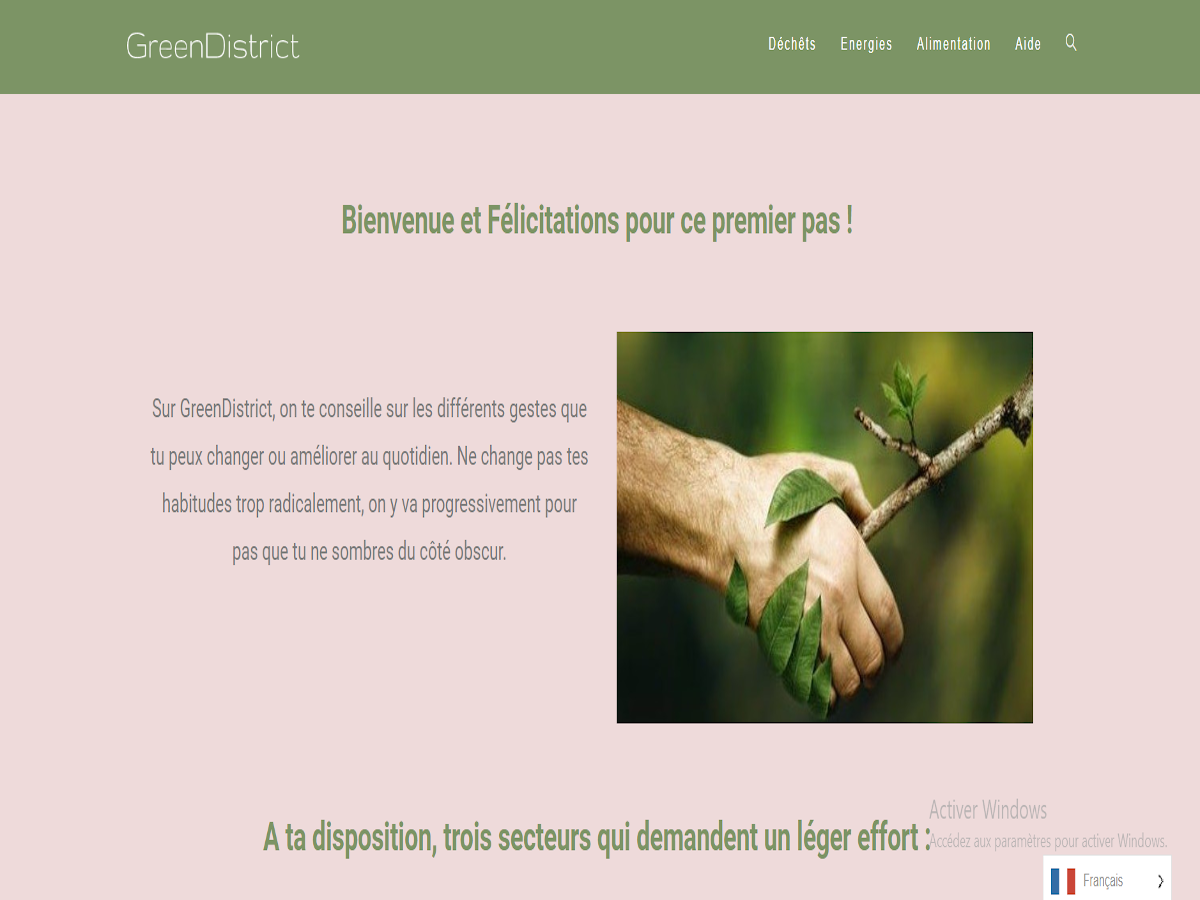 GreenDistrict
Déchêts Energies Alimentation Aide
Bienvenue et Félicitations pour ce premier pas !
Sur GreenDistrict, on te conseille sur les différents gestes que
tu peux changer ou améliorer au quotidien. Ne change pas tes
habitudes trop radicalement, on y va progressivement pour
pas que tu ne sombres du côté obscur.
A ta disposition, trois secteurs qui demandent un léger effort :
Activer Windows
Accédez aux paramètres pour activer Windows.
Français